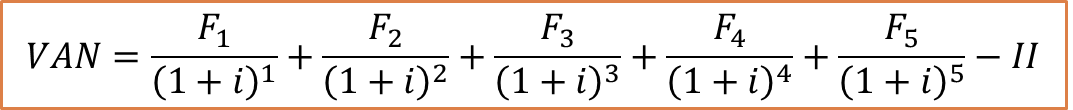 VAN = F₁/(1 + i)¹ + F₂/(1 + i)² + F₃/(1 + i)³ + F₄/(1 + i)⁴ + F₅/(1 + i)⁵ − II